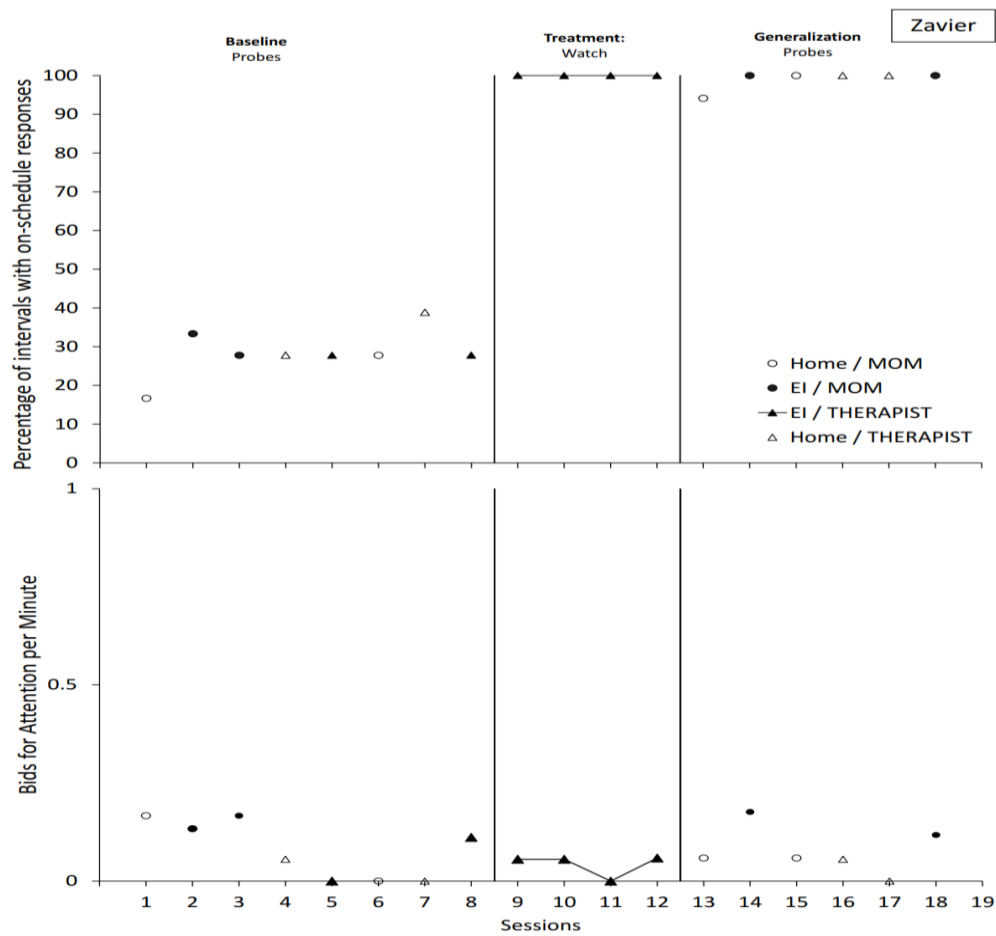 Zavier
Baseline
Probes
Treatment:
Watch
Generalization
Probes
Percentage of intervals with on-schedule responses
100
90
80
70
60
50
40
30
20
10
0
Home / MOM
EI / MOM
EI / THERAPIST
Home / THERAPIST
Bids for Attention per Minute
1
0.5
0
1 2 3 4 5 6 7 8 9 10 11 12 13 14 15 16 17 18 19
Sessions